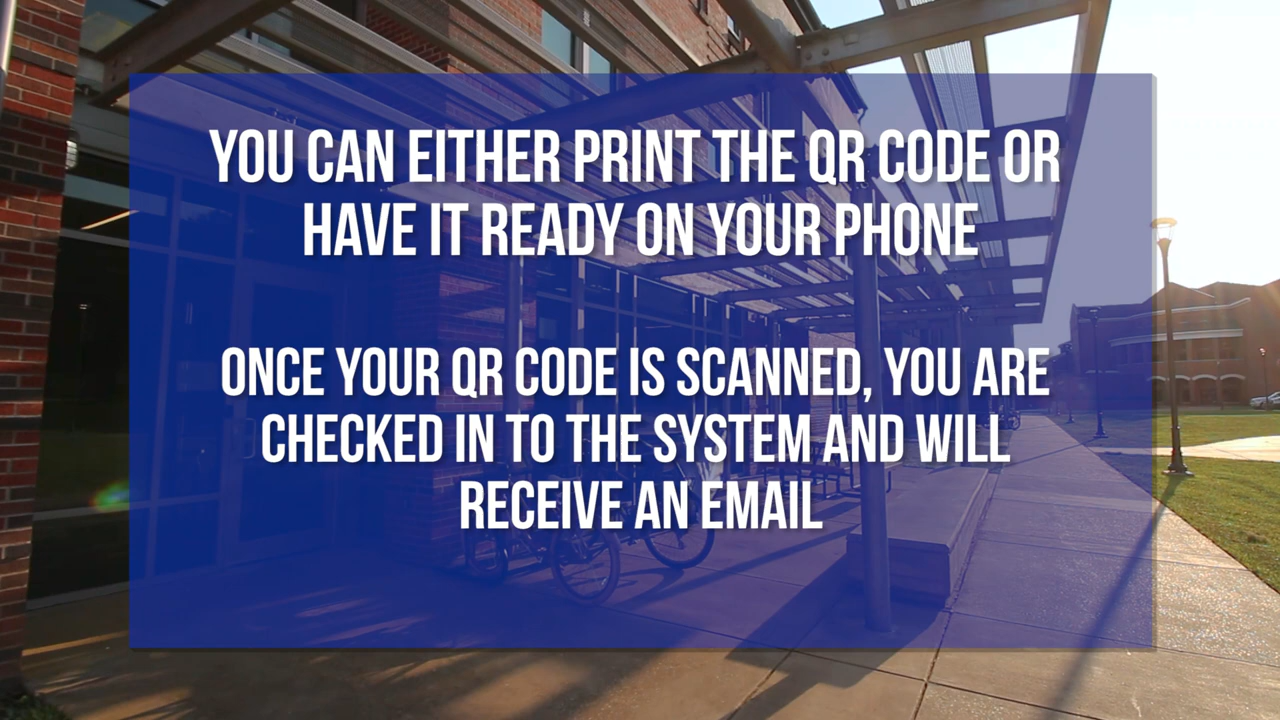 YOU CAN EITHER PRINT THE QR CODE OR
HAVE IT READY ON YOUR PHONE
ONCE YOUR QR CODE IS SCANNED, YOU ARE
CHECKED IN TO THE SYSTEM AND WILL
RECEIVE AN EMAIL